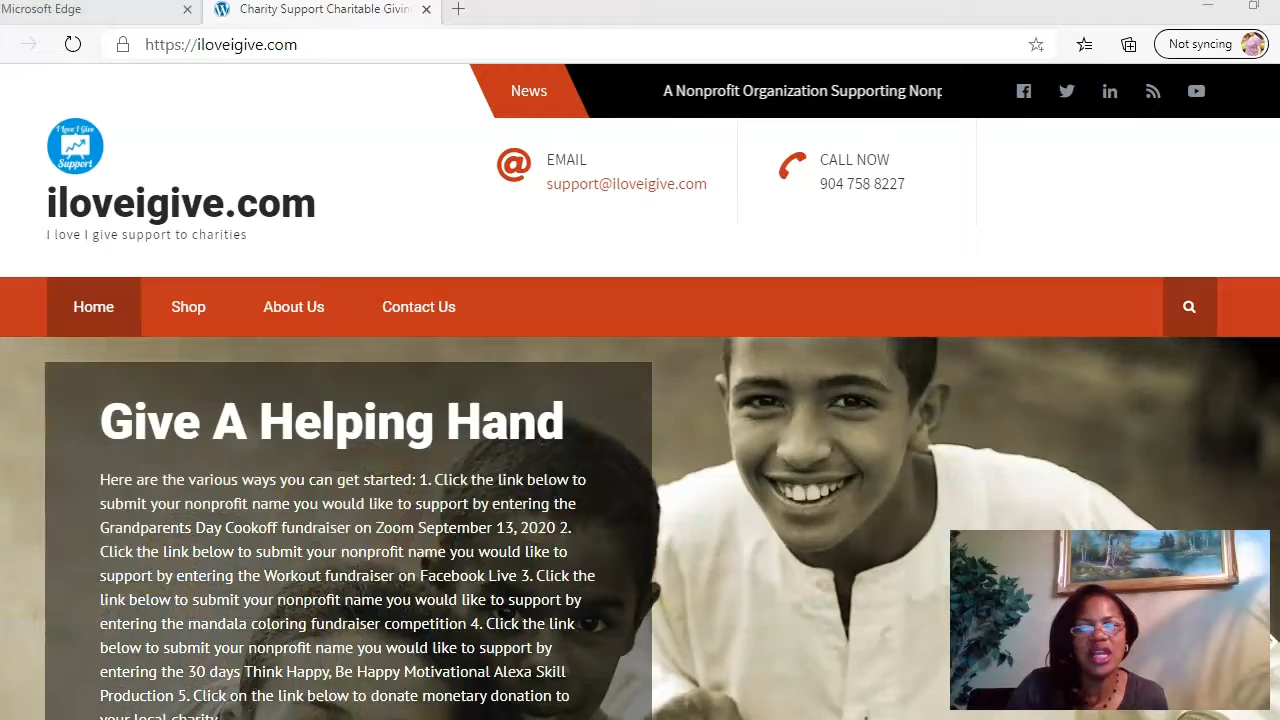 Microsoft Edge
Charity Support Charitable Givin
https://iloveigive.com
Not syncing
News
A Nonprofit Organization Supporting Nonp
I Love I Give
Support
EMAIL
support@iloveigive.com
CALL NOW
904 758 8227
iloveigive.com
I love I give support to charities
Home
Shop
About Us
Contact Us
Give A Helping Hand
Here are the various ways you can get started: 1. Click the link below to
submit your nonprofit name you would like to support by entering the
Grandparents Day Cookoff fundraiser on Zoom September 13, 2020 2.
Click the link below to submit your nonprofit name you would like to
support by entering the Workout fundraiser on Facebook Live 3. Click the
link below to submit your nonprofit name you would like to support by
entering the mandala coloring fundraiser competition 4. Click the link
below to submit your nonprofit name you would like to support by
entering the 30 days Think Happy, Be Happy Motivational Alexa Skill
Production 5. Click on the link below to donate monetary donation to
your local charity